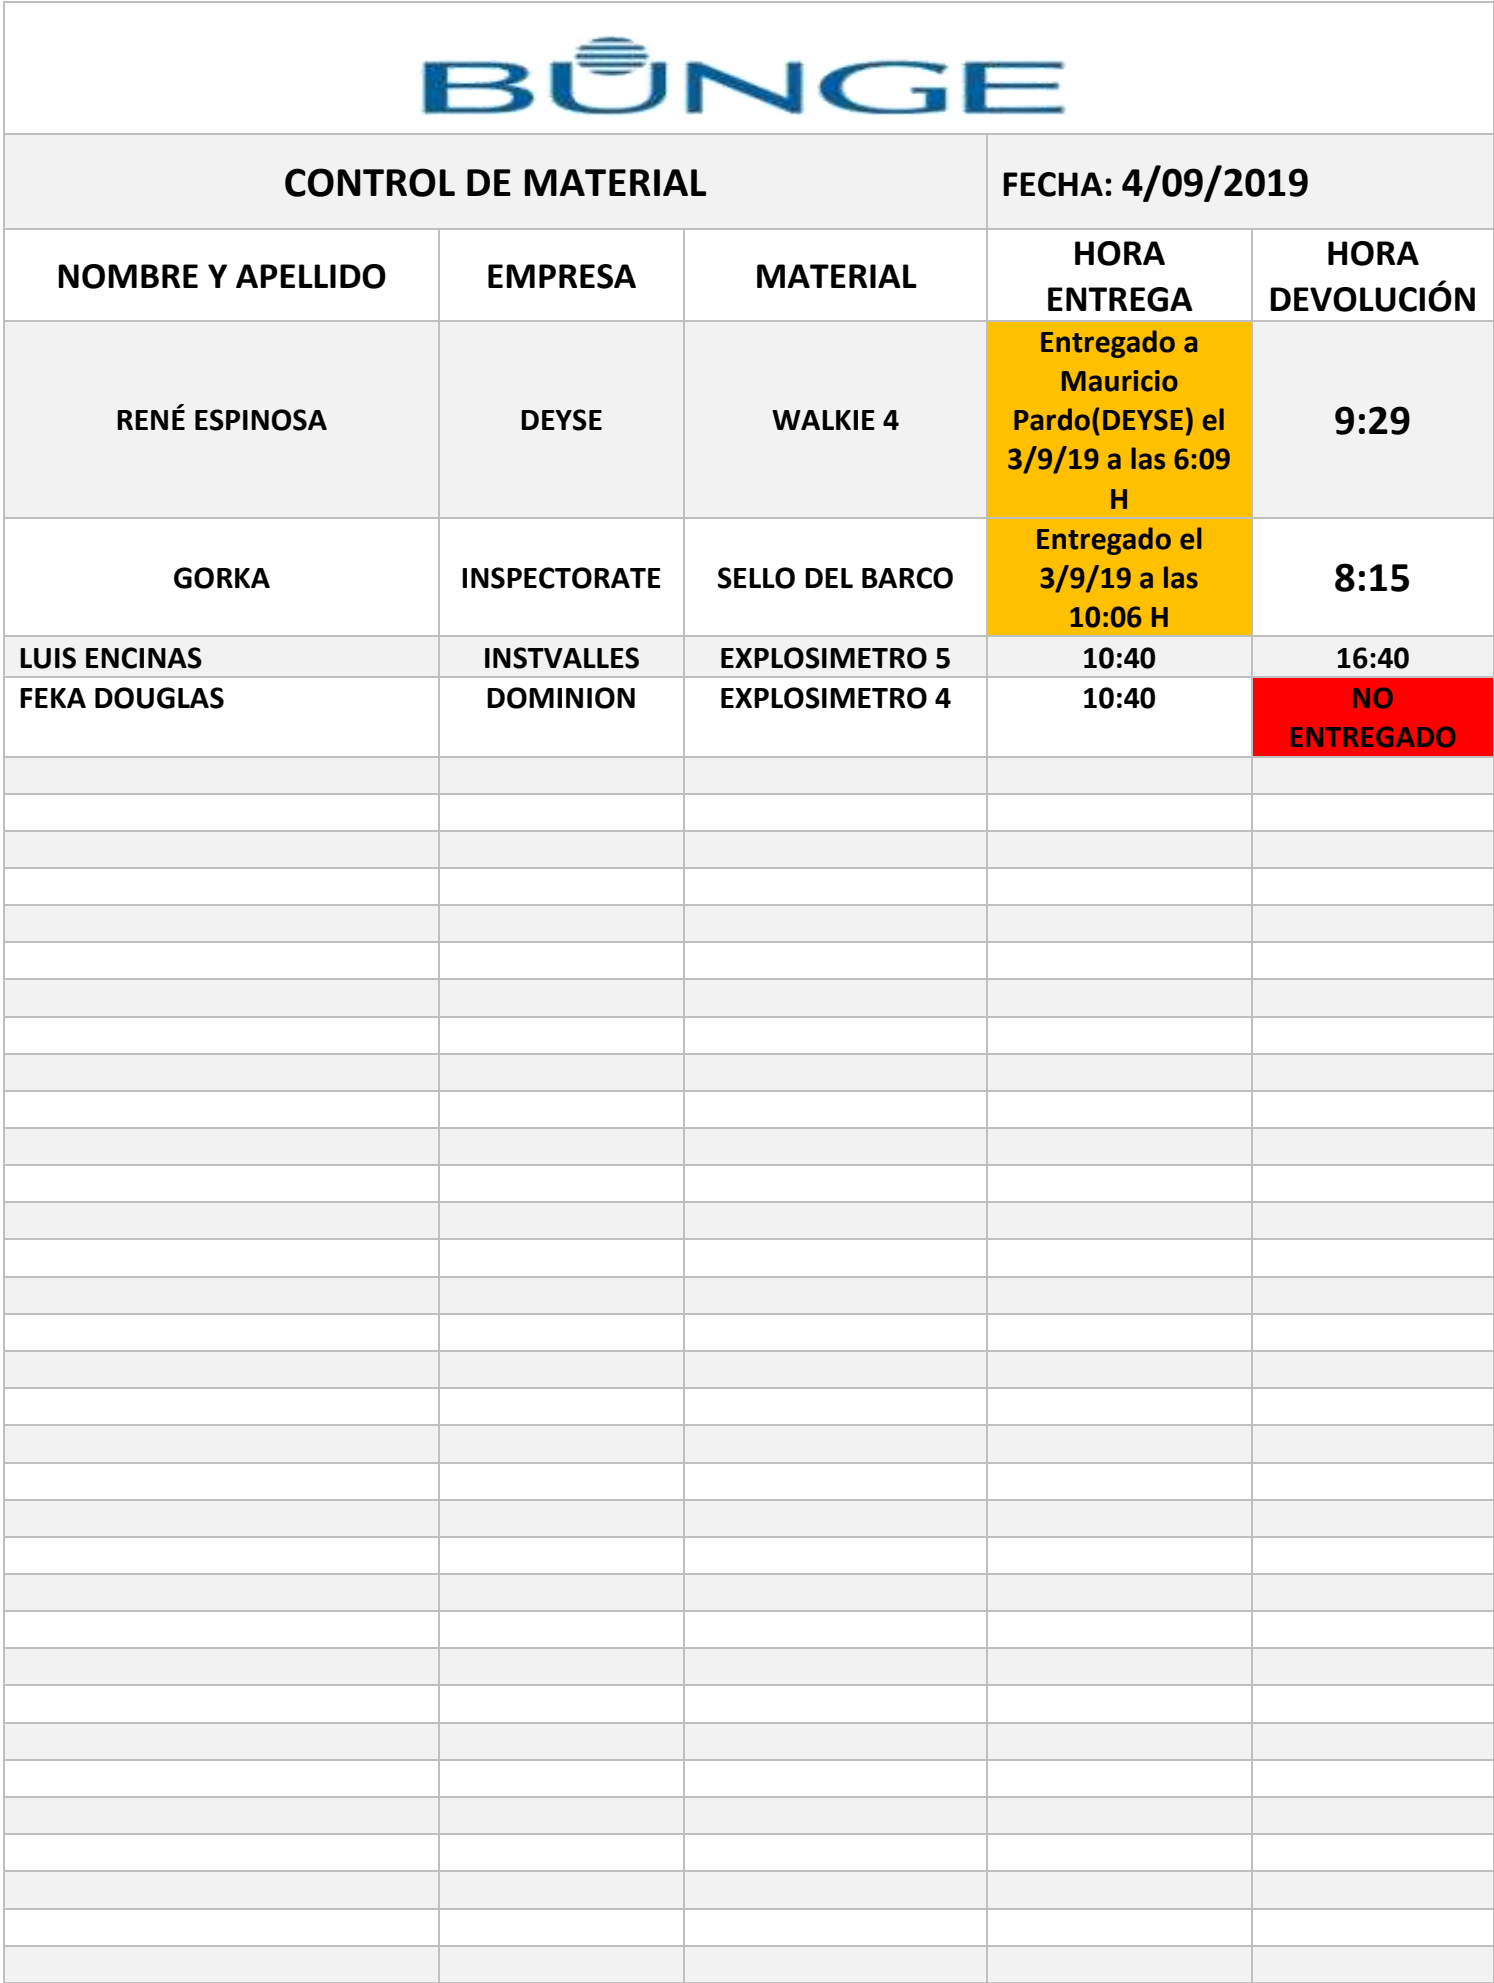 BUNGE
CONTROL DE MATERIAL
FECHA: 4/09/2019
NOMBRE Y APELLIDO
EMPRESA
MATERIAL
HORA
ENTREGA
HORA
DEVOLUCIÓN
RENÉ ESPINOSA
DEYSE
WALKIE 4
Entregado a
Mauricio
Pardo(DEYSE) el
3/9/19 a las 6:09
H
9:29
GORKA
INSPECTORATE
SELLO DEL BARCO
Entregado el
3/9/19 a las
10:06 H
8:15
LUIS ENCINAS
INSTVALLES
EXPLOSIMETRO 5
10:40
16:40
FEKA DOUGLAS
DOMINION
EXPLOSIMETRO 4
10:40
NO
ENTREGADO